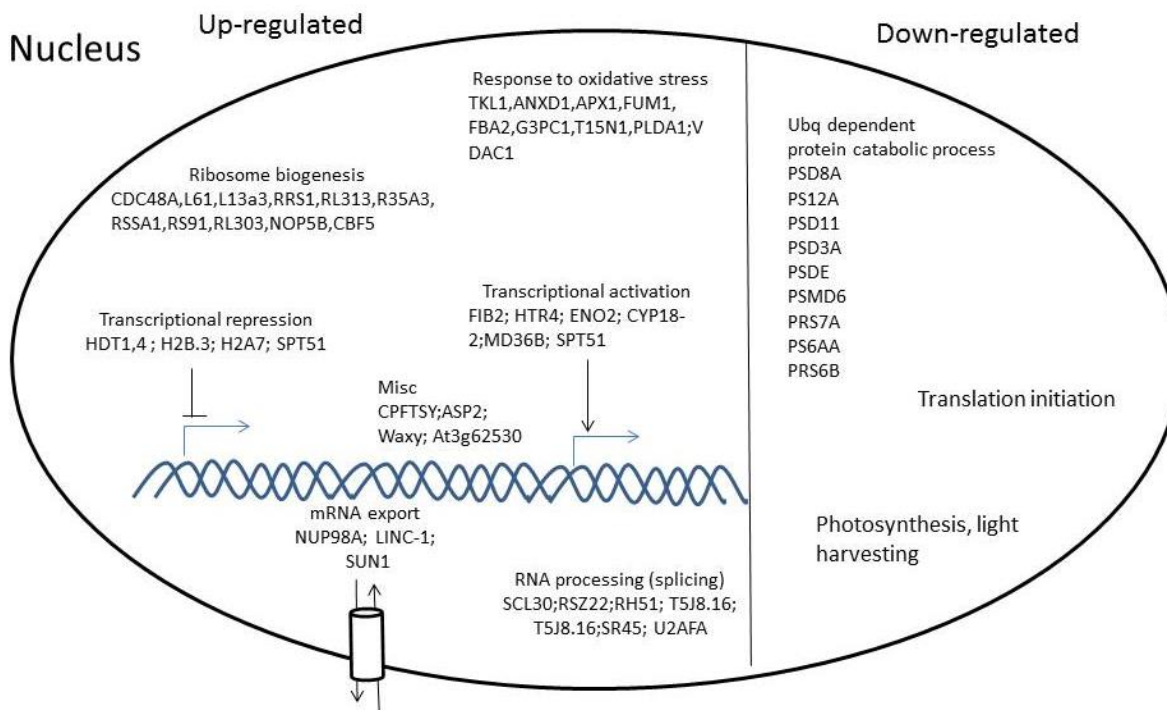 Nucleus
Up-regulated
Down-regulated
Response to oxidative stress
TKL1,ANXD1,APX1,FUM1,
FBA2,G3PC1,T15N1,PLDA1;V
DAC1
Ribosome biogenesis
CDC48A,L61,L13a3,RRS1,RL313,R35A3,
RSSA1,RS91,RL303,NOP5B,CBF5
Transcriptional repression
HDT1,4 ; H2B.3; H2A7; SPT51
Transcriptional activation
FIB2; HTR4; ENO2; CYP18-
2;MD36B; SPT51
Misc
CPFTSY;ASP2;
Waxy; At3g62530
mRNA export
NUP98A; LINC-1;
SUN1
RNA processing (splicing)
SCL30;RSZ22;RH51; T5J8.16;
T5J8.16;SR45; U2AFA
Ubq dependent
protein catabolic process
PSD8A
PS12A
PSD11
PSD3A
PSDE
PSMD6
PRS7A
PS6AA
PRS6B
Translation initiation
Photosynthesis, light
harvesting